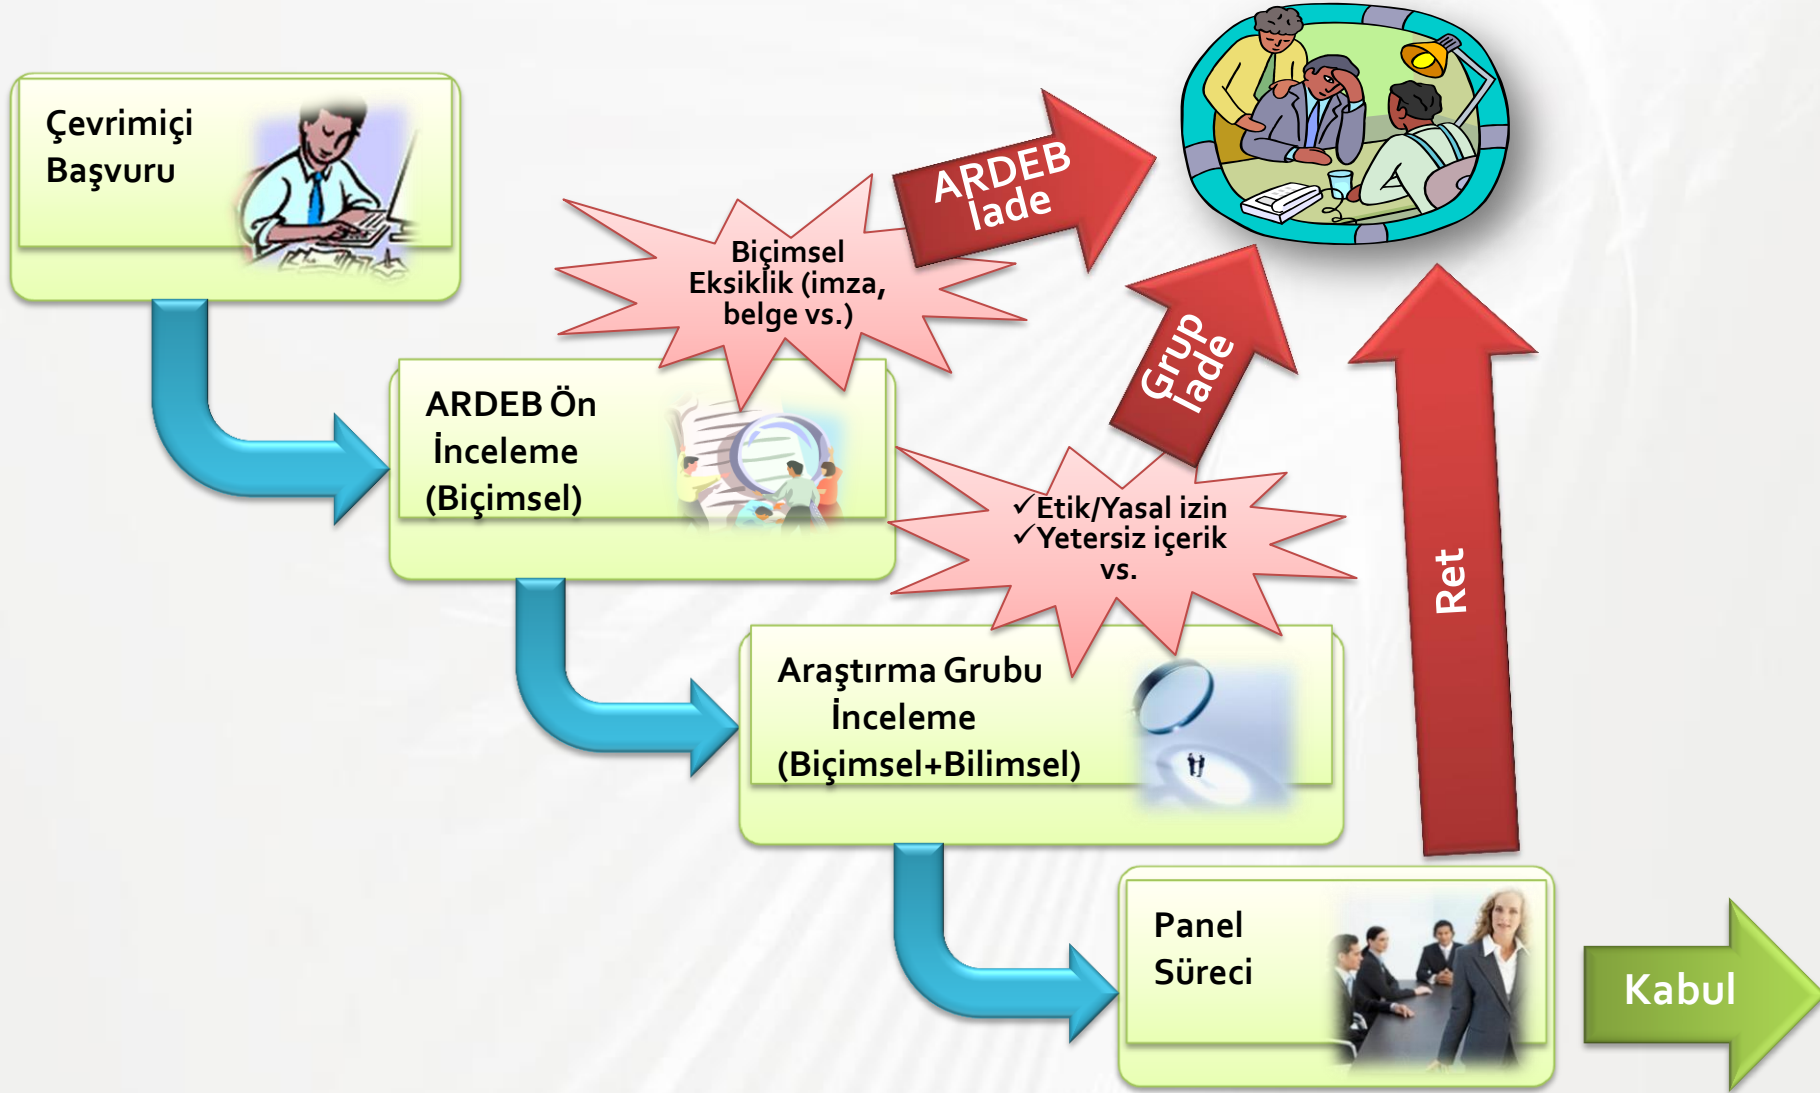 Çevrimiçi
Başvuru
ARDEB
İade
Biçimsel
Eksiklik (imza,
belge vs.)
Grup
İade
ARDEB Ön
İnceleme
(Biçimsel)
✓Etik/Yasal izin
✓Yetersiz içerik
vs.
Ret
Araştırma Grubu
İnceleme
(Biçimsel+Bilimsel)
Panel
Süreci
Kabul